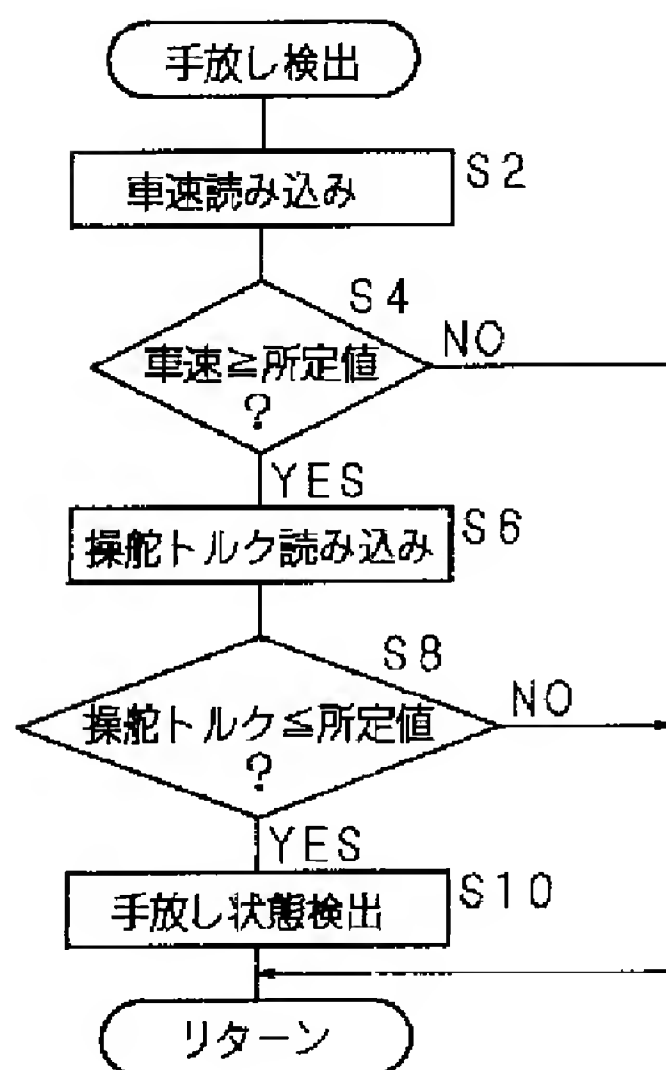 手放し検出
車速読み込み
S2
S4
車速≧所定値
?
NO
YES
操舵トルク読み込み
S6
S8
操舵トルク≦所定値
?
NO
YES
手放し状態検出
S10
リターン